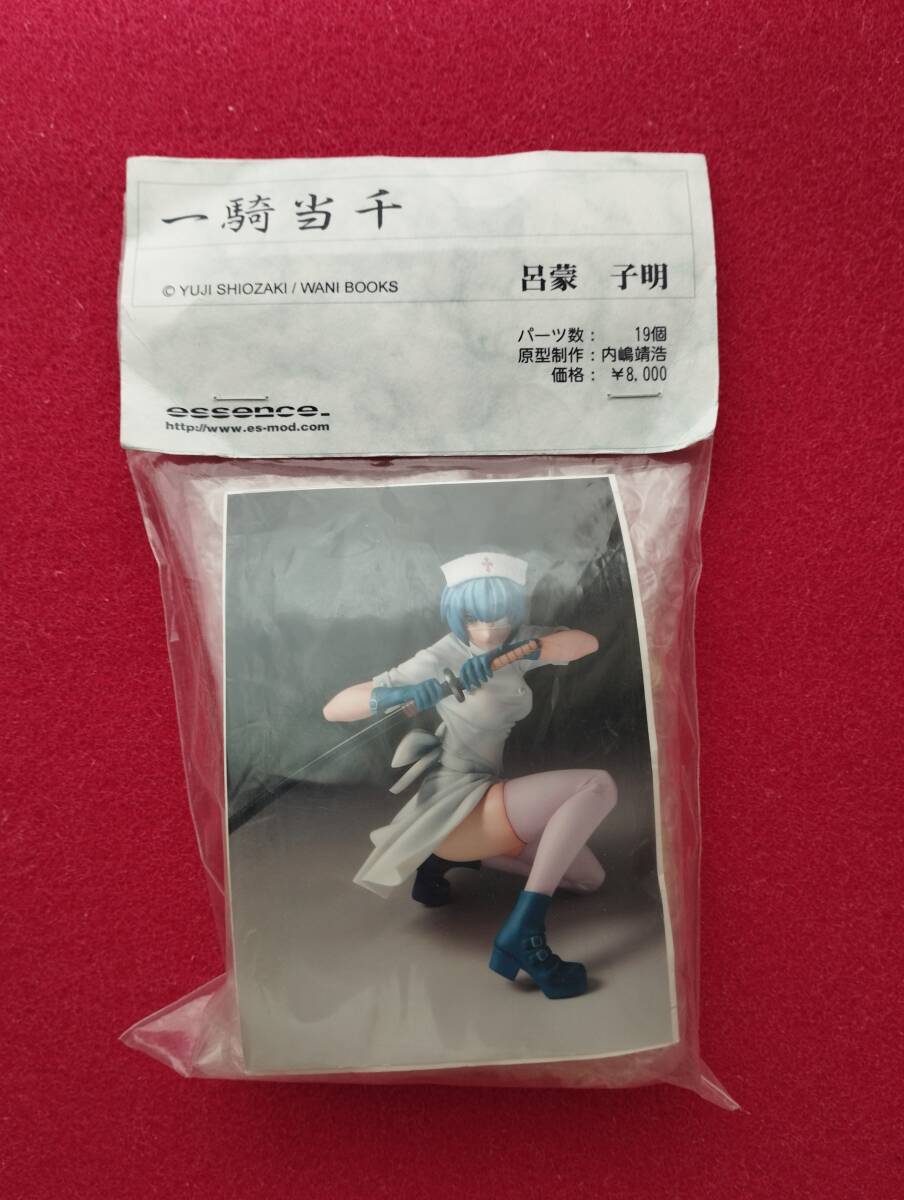 一騎当千
© YUJI SHIOZAKI / WANI BOOKS
呂蒙　子明
パーツ数： 19個
原型制作：内嶋靖浩
価格： ￥8,000
essence.
http://www.es-mod.com